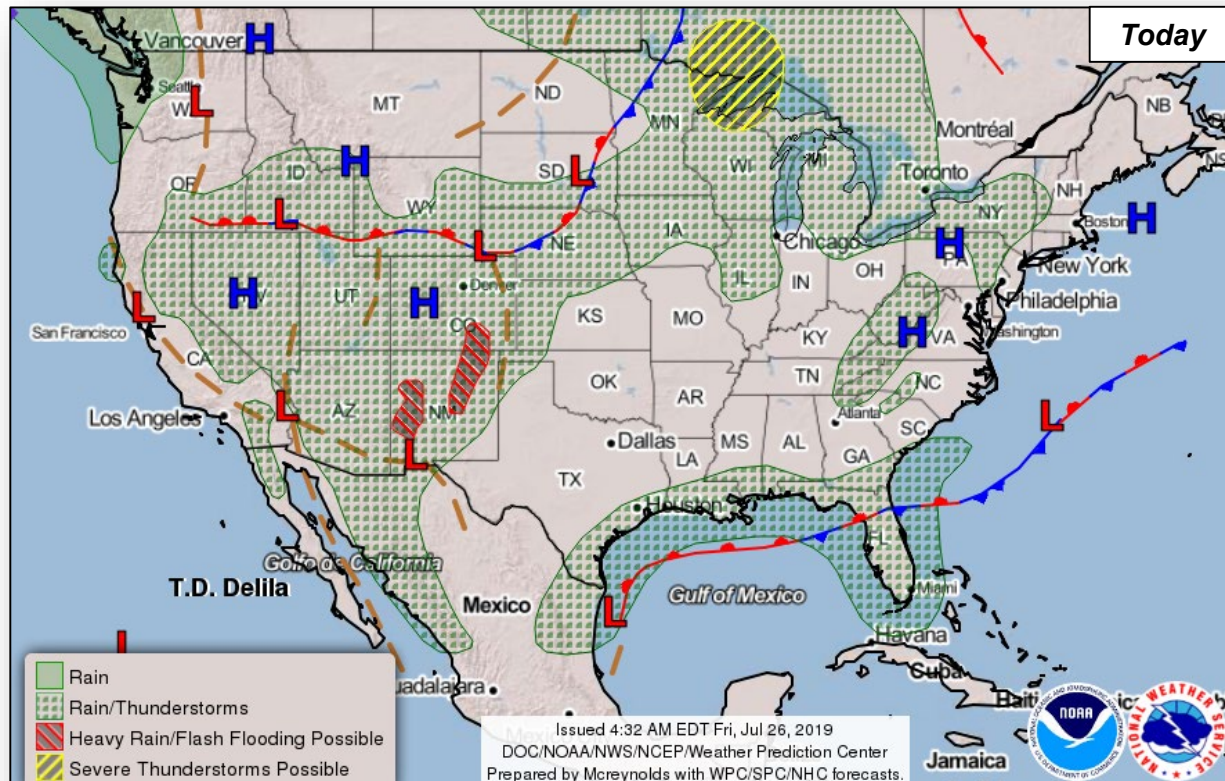 Today
Vancouver
H
Seattle
L
MT
ND
MN
Montréal
NB
H
ID
SD
L
WI
MI
Toronto
NH
OR
WY
L
NE
IA
NY
Boston
H
L
Chicago
H
PA
New York
H
UT
H
Denver
CO
IL
IN
OH
Philadelphia
L
San Francisco
CA
KS
MO
KY
H
VA
TN
NC
OK
AR
Los Angeles
L
AZ
NM
Atlanta
SC
L
L
Dallas
MS
AL
GA
LA
TX
Houston
FL
Golfo de California
T.D. Delila
Mexico
L
Gulf of Mexico
Miami
Havana
Cuba
L
Jamaica
Rain
Rain/Thunderstorms
Heavy Rain/Flash Flooding Possible
Severe Thunderstorms Possible
Issued 4:32 AM EDT Fri, Jul 26, 2019
DOC/NOAA/NWS/NCEP/Weather Prediction Center
Prepared by Mcreynolds with WPC/SPC/NHC forecasts.
NOAA
NATIONAL WEATHER SERVICE